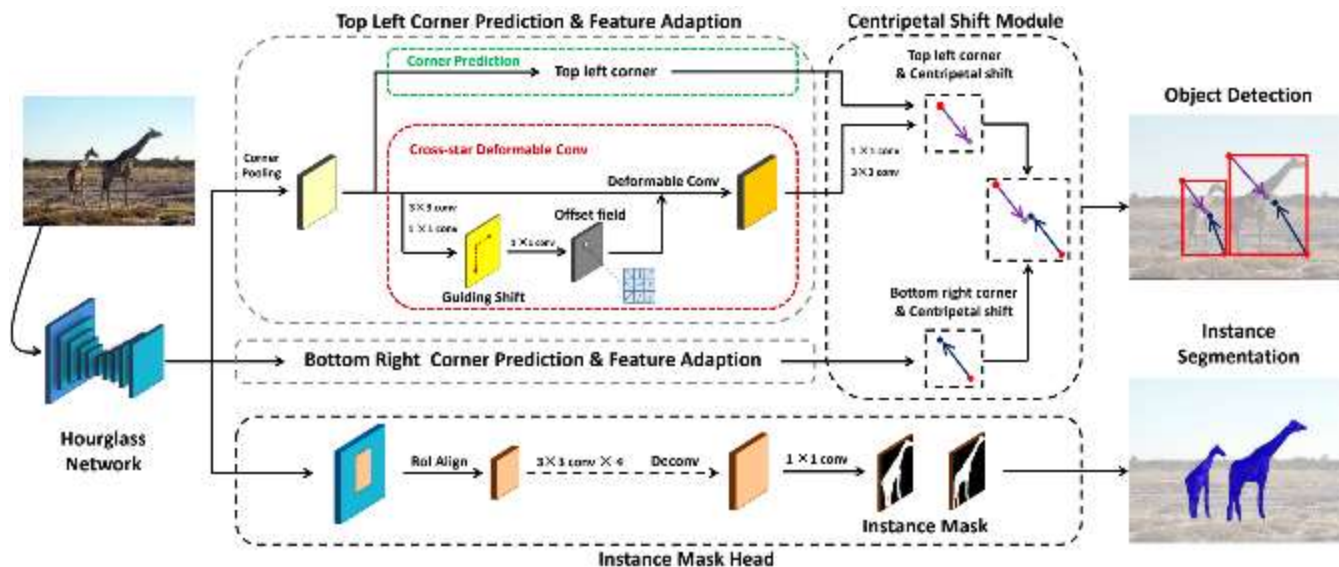 Top Left Corner Prediction & Feature Adaption
Centripetal Shift Module
Corner Prediction
Top left corner
Top left corner
& Centripetal shift
Object Detection
Corner
Pooling
Cross-star Deformable Conv
Deformable Conv
1 × 1 conv
3 × 3 conv
3 × 3 conv
1 × 1 conv
Offset field
1 × 1 conv
Guiding Shift
Bottom right corner
& Centripetal shift
Bottom Right Corner Prediction & Feature Adaption
Instance
Segmentation
Hourglass
Network
RoI Align
3 × 3 conv × 4
Deconv
1 × 1 conv
Instance Mask
Instance Mask Head